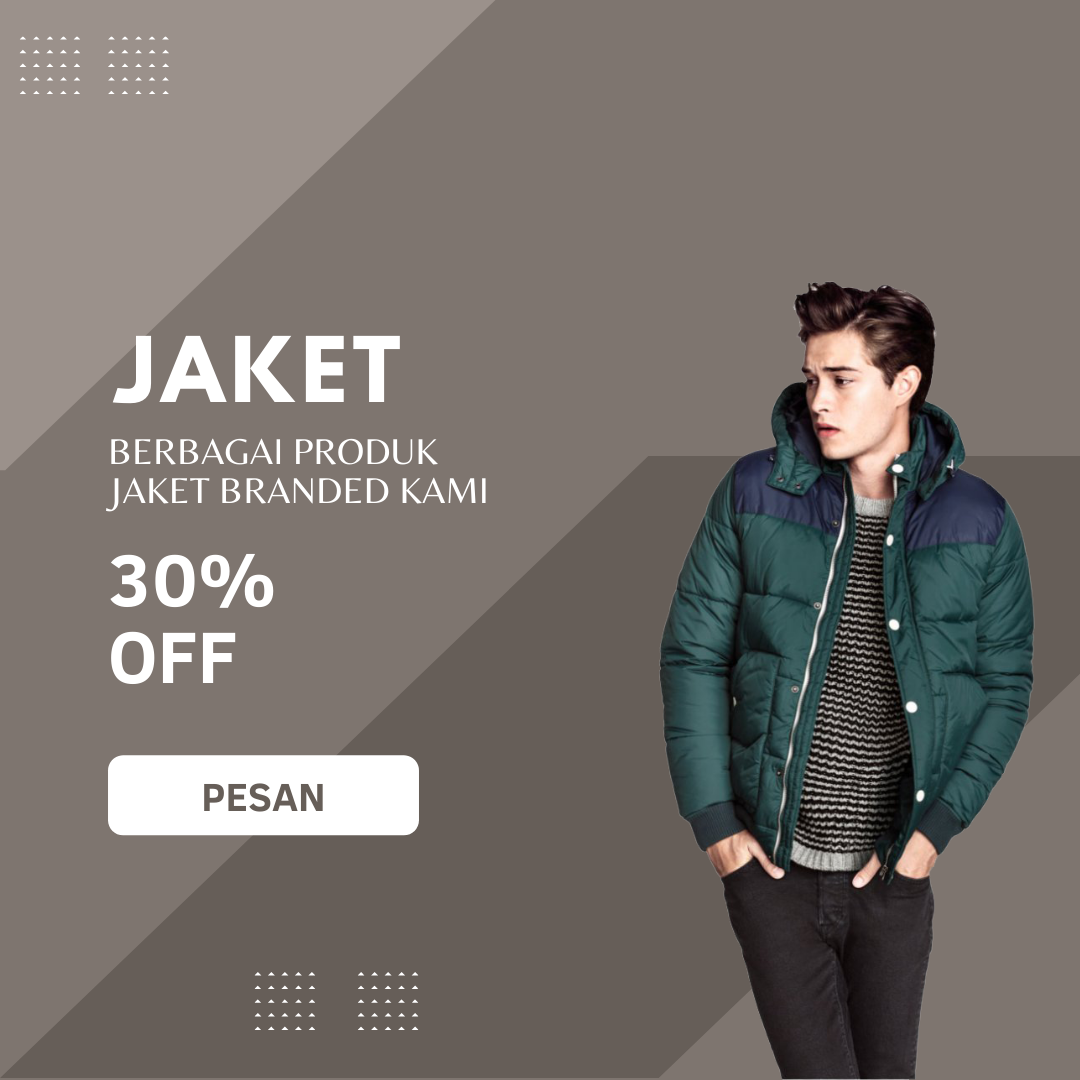 JAKET
BERBAGAI PRODUK
JAKET BRANDED KAMI
30%
OFF
PESAN